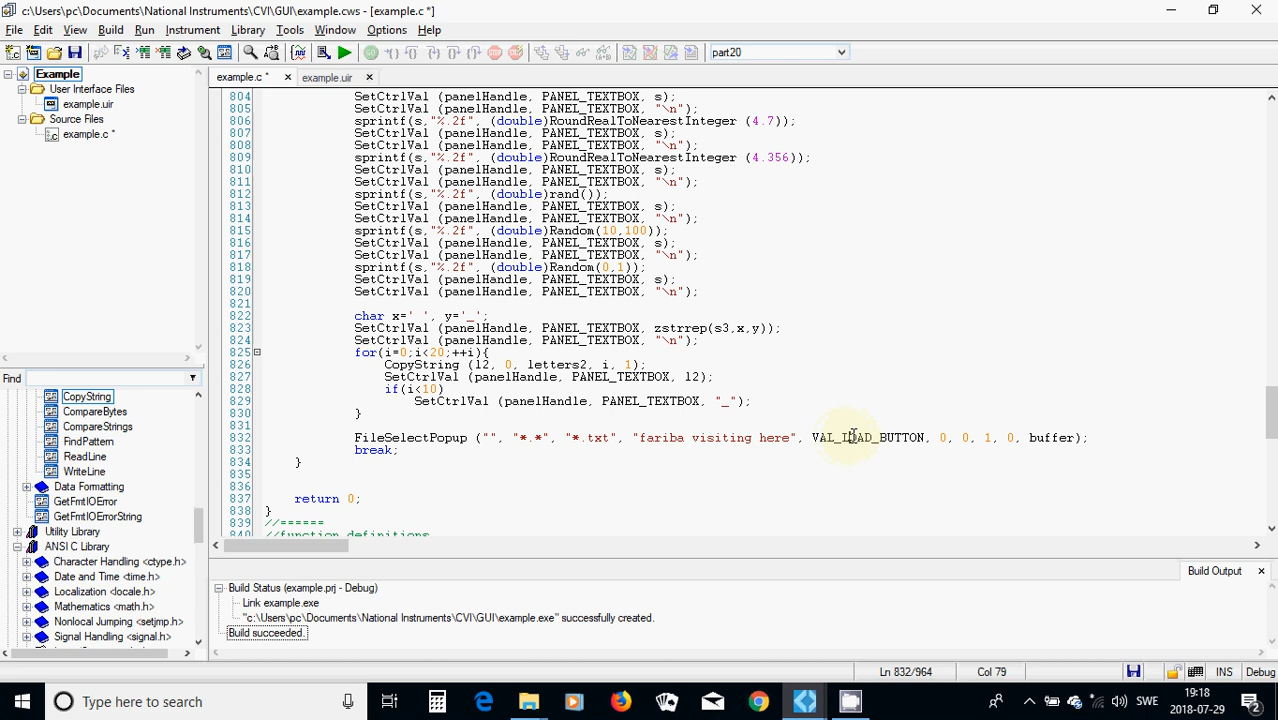 c:\Users\pc\Documents\National Instruments\CVI\GUI\example.cws - [example.c *]
File Edit View Build Run Instrument Library Tools Window Options Help
part20
Example
User Interface Files
example.uir
Source Files
example.c *
Find
CopyString
CompareBytes
CompareStrings
FindPattern
ReadLine
WriteLine
Data Formatting
GetFmtIOError
GetFmtIOErrorString
Utility Library
ANSI C Library
Character Handling <ctype.h>
Date and Time <time.h>
Localization <locale.h>
Mathematics <math.h>
Nonlocal Jumping <setjmp.h>
Signal Handling <signal.h>
example.c * example.uir
804 SetCtrlVal (panelHandle, PANEL_TEXTBOX, s);
805 SetCtrlVal (panelHandle, PANEL_TEXTBOX, "\n");
806 sprintf(s,"%.2f", (double)RoundRealToNearestInteger (4.7));
807 SetCtrlVal (panelHandle, PANEL_TEXTBOX, s);
808 SetCtrlVal (panelHandle, PANEL_TEXTBOX, "\n");
809 sprintf(s,"%.2f", (double)RoundRealToNearestInteger (4.356));
810 SetCtrlVal (panelHandle, PANEL_TEXTBOX, s);
811 SetCtrlVal (panelHandle, PANEL_TEXTBOX, "\n");
812 sprintf(s,"%.2f", (double)rand());
813 SetCtrlVal (panelHandle, PANEL_TEXTBOX, s);
814 SetCtrlVal (panelHandle, PANEL_TEXTBOX, "\n");
815 sprintf(s,"%.2f", (double)Random(10,100));
816 SetCtrlVal (panelHandle, PANEL_TEXTBOX, s);
817 SetCtrlVal (panelHandle, PANEL_TEXTBOX, "\n");
818 sprintf(s,"%.2f", (double)Random(0,1));
819 SetCtrlVal (panelHandle, PANEL_TEXTBOX, s);
820 SetCtrlVal (panelHandle, PANEL_TEXTBOX, "\n");
821
822 char x=' ', y='_';
823 SetCtrlVal (panelHandle, PANEL_TEXTBOX, zstrrep(s3,x,y));
824 SetCtrlVal (panelHandle, PANEL_TEXTBOX, "\n");
825 for(i=0;i<20;++i){
826 CopyString (l2, 0, letters2, i, 1);
827 SetCtrlVal (panelHandle, PANEL_TEXTBOX, l2);
828 if(i<10)
829 SetCtrlVal (panelHandle, PANEL_TEXTBOX, "_");
830 }
831
832 FileSelectPopup ("", "*.*", "*.txt", "fariba visiting here", VAL_LOAD_BUTTON, 0, 0, 1, 0, buffer);
833 break;
834 }
835
836
837 return 0;
838 }
839 //======
840 //function definitions
Build Output
Build Status (example.prj - Debug)
Link example.exe
"c:\Users\pc\Documents\National Instruments\CVI\GUI\example.exe" successfully created.
Build succeeded.
Ln 832/964 Col 79 INS Debug
Type here to search
SWE
19:18
2018-07-29
2